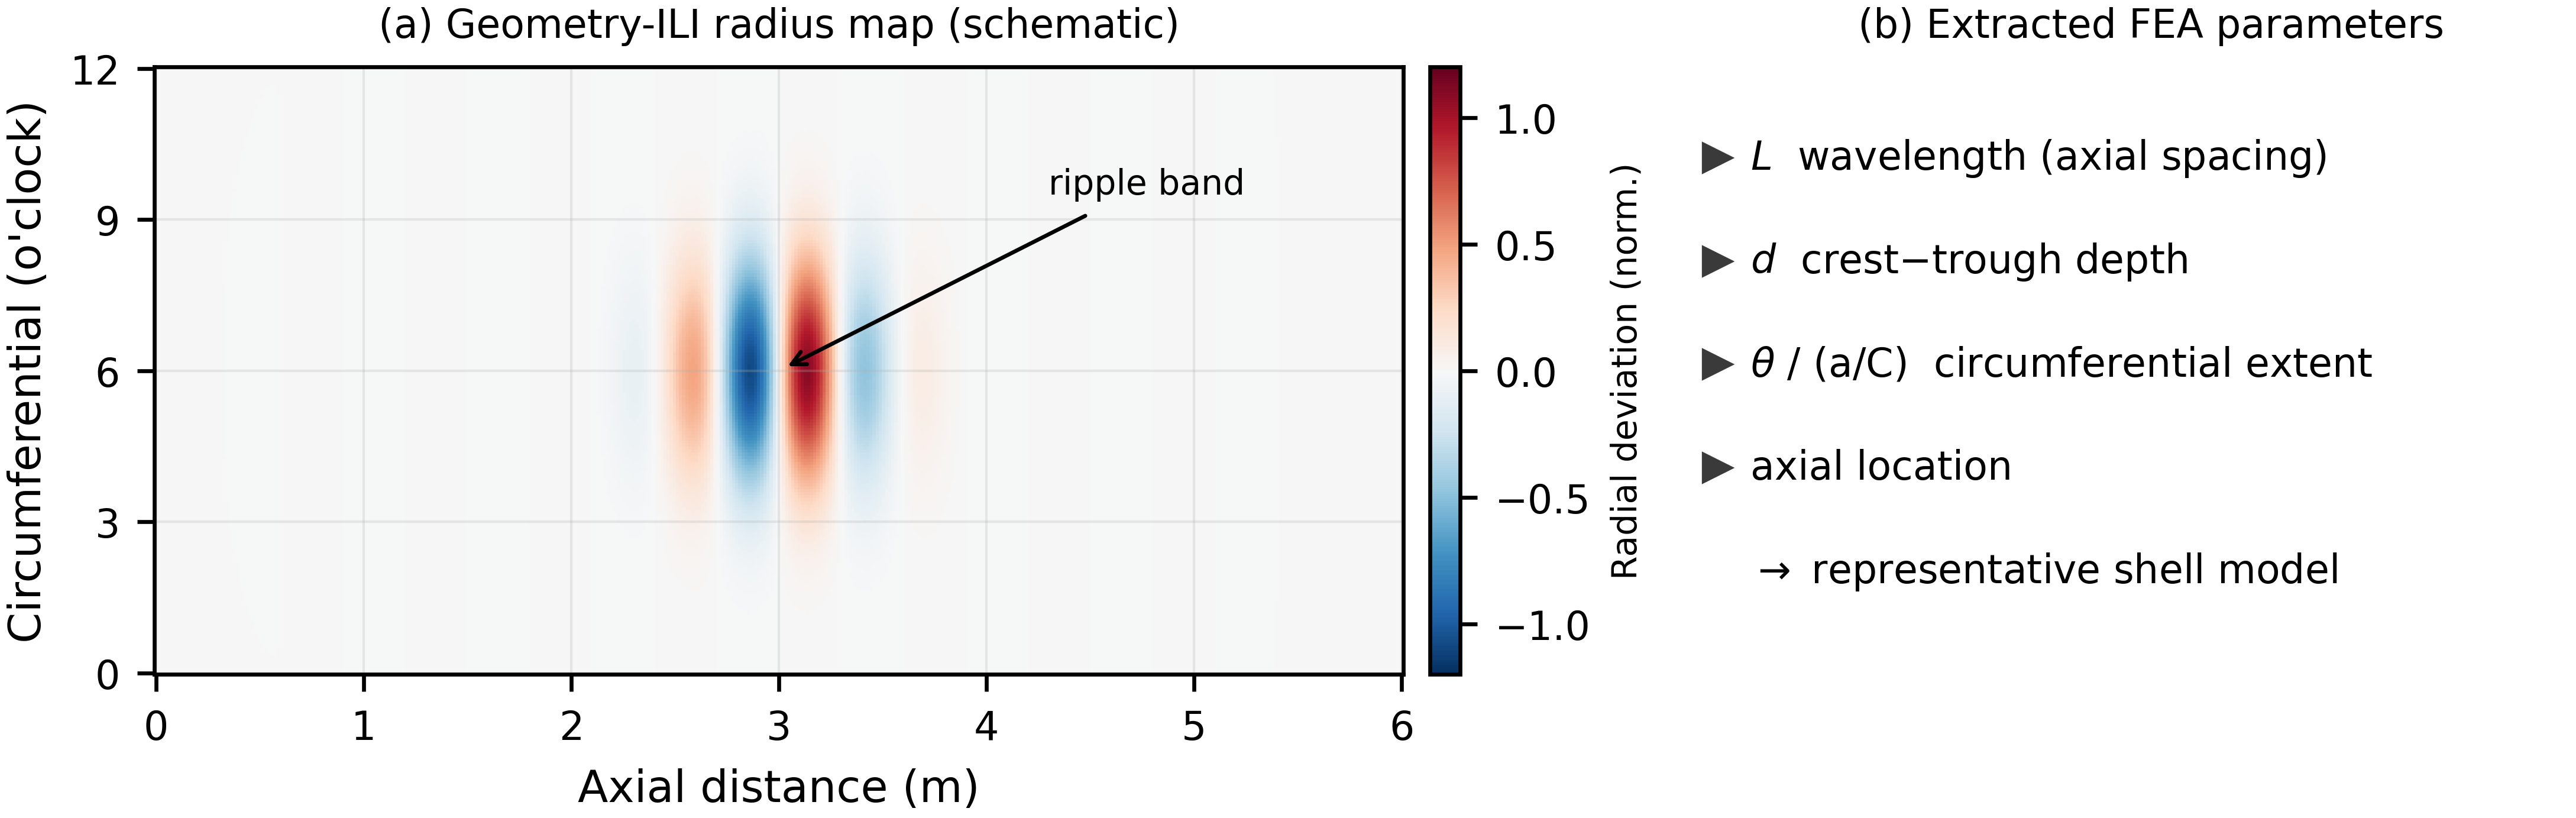 (a) Geometry-ILI radius map (schematic)
Circumferential (o'clock)
12
9
6
3
0
ripple band
0 1 2 3 4 5 6
Axial distance (m)
1.0
0.5
0.0
−0.5
−1.0
Radial deviation (norm.)
(b) Extracted FEA parameters
▶ L wavelength (axial spacing)
▶ d crest−trough depth
▶ θ / (a/C) circumferential extent
▶ axial location
→ representative shell model